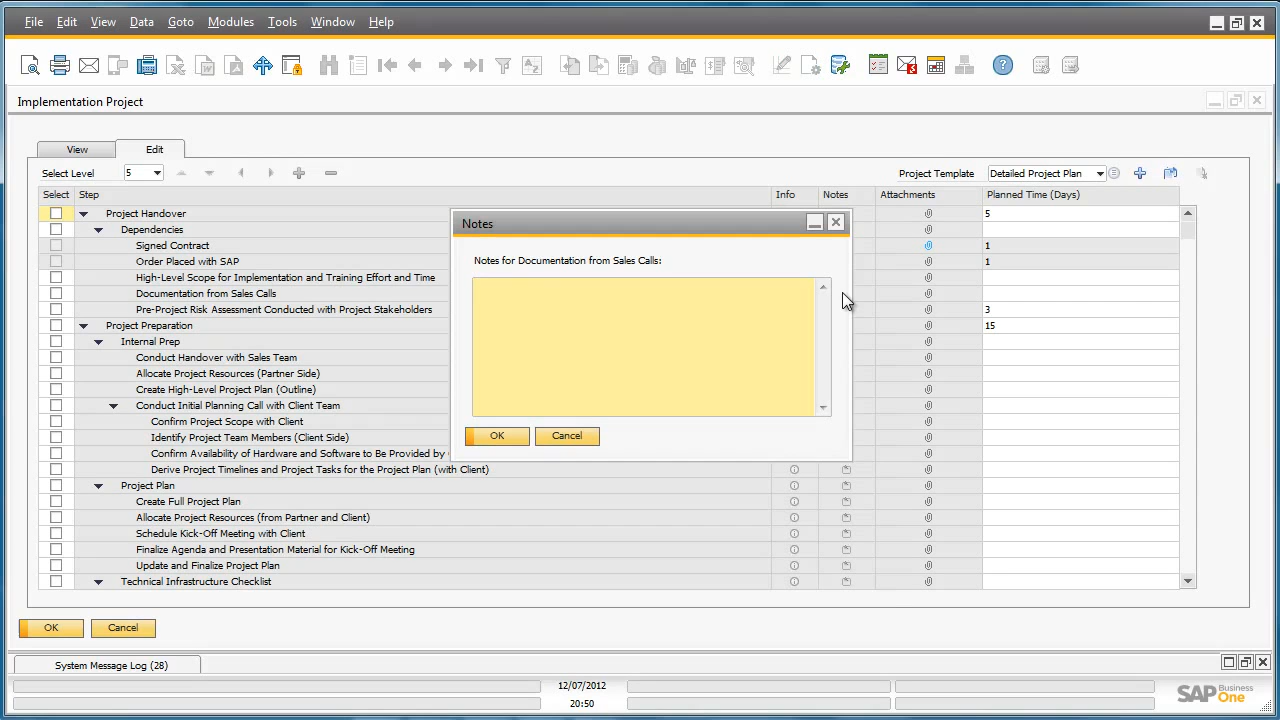 File Edit View Data Goto Modules Tools Window Help
Implementation Project
View Edit
Select Level 5 Project Template Detailed Project Plan
Select Step Info Notes Attachments Planned Time (Days)
Project Handover 5
Dependencies
Signed Contract 1
Order Placed with SAP 1
High-Level Scope for Implementation and Training Effort and Time
Documentation from Sales Calls
Pre-Project Risk Assessment Conducted with Project Stakeholders 3
Project Preparation 15
Internal Prep
Conduct Handover with Sales Team
Allocate Project Resources (Partner Side)
Create High-Level Project Plan (Outline)
Conduct Initial Planning Call with Client Team
Confirm Project Scope with Client
Identify Project Team Members (Client Side)
Confirm Availability of Hardware and Software to Be Provided by
Derive Project Timelines and Project Tasks for the Project Plan (with Client)
Project Plan
Create Full Project Plan
Allocate Project Resources (from Partner and Client)
Schedule Kick-Off Meeting with Client
Finalize Agenda and Presentation Material for Kick-Off Meeting
Update and Finalize Project Plan
Technical Infrastructure Checklist
Notes
Notes for Documentation from Sales Calls:
OK Cancel
OK Cancel
System Message Log (28)
12/07/2012
20:50
SAP Business One